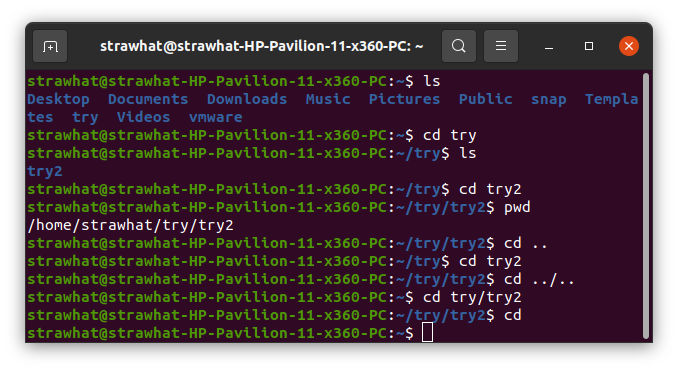 strawhat@strawhat-HP-Pavilion-11-x360-PC: ~
strawhat@strawhat-HP-Pavilion-11-x360-PC:~$ ls
Desktop  Documents  Downloads  Music  Pictures  Public  snap  Templa
tes  try  Videos  vmware
strawhat@strawhat-HP-Pavilion-11-x360-PC:~$ cd try
strawhat@strawhat-HP-Pavilion-11-x360-PC:~/try$ ls
try2
strawhat@strawhat-HP-Pavilion-11-x360-PC:~/try$ cd try2
strawhat@strawhat-HP-Pavilion-11-x360-PC:~/try/try2$ pwd
/home/strawhat/try/try2
strawhat@strawhat-HP-Pavilion-11-x360-PC:~/try/try2$ cd ..
strawhat@strawhat-HP-Pavilion-11-x360-PC:~/try$ cd try2
strawhat@strawhat-HP-Pavilion-11-x360-PC:~/try/try2$ cd ../..
strawhat@strawhat-HP-Pavilion-11-x360-PC:~$ cd try/try2
strawhat@strawhat-HP-Pavilion-11-x360-PC:~/try/try2$ cd
strawhat@strawhat-HP-Pavilion-11-x360-PC:~$